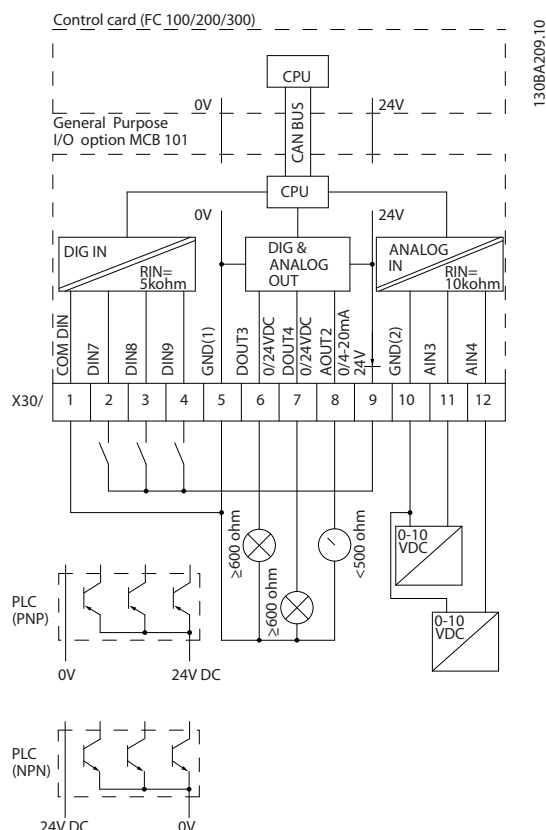 Control card (FC 100/200/300)
130BA209.10
CPU
0V
24V
General Purpose
I/O option MCB 101
CAN BUS
CPU
0V
24V
DIG IN
RIN=
5kohm
DIG &
ANALOG
OUT
ANALOG
IN
RIN=
10kohm
COM DIN
DIN7
DIN8
DIN9
GND(1)
DOUT3
0/24VDC
DOUT4
0/24VDC
AOUT2
0/4-20mA
24V
GND(2)
AIN3
AIN4
X30/ 1 2 3 4 5 6 7 8 9 10 11 12
≥600 ohm
≥600 ohm
<500 ohm
0-10
VDC
0-10
VDC
PLC
(PNP)
0V 24V DC
PLC
(NPN)
24V DC 0V